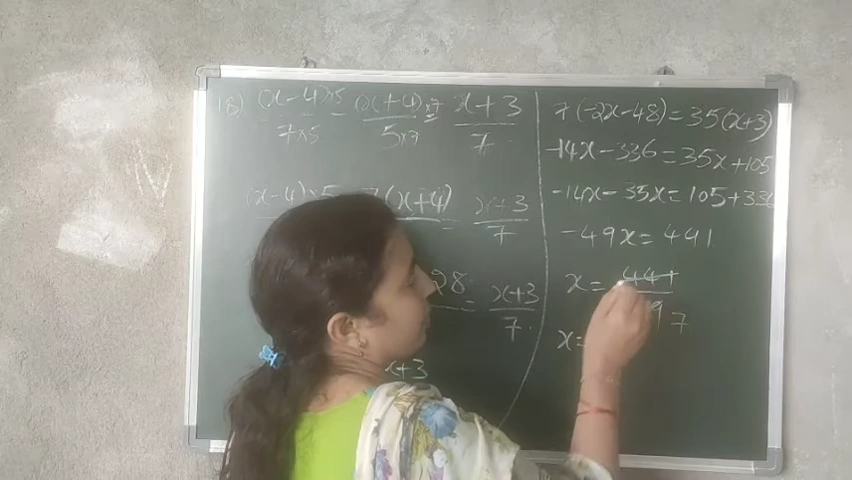 18) (x-4)×5 - (x+4)×7 = x+3
7×5 5×7 7
(x-4)×5 7(x+4) = x+3
7
28 = x+3
7
x+3
7(-2x-48)=35(x+3)
-14x-336=35x+105
-14x-35x=105+336
-49x=441
x= 441
9 7
x=